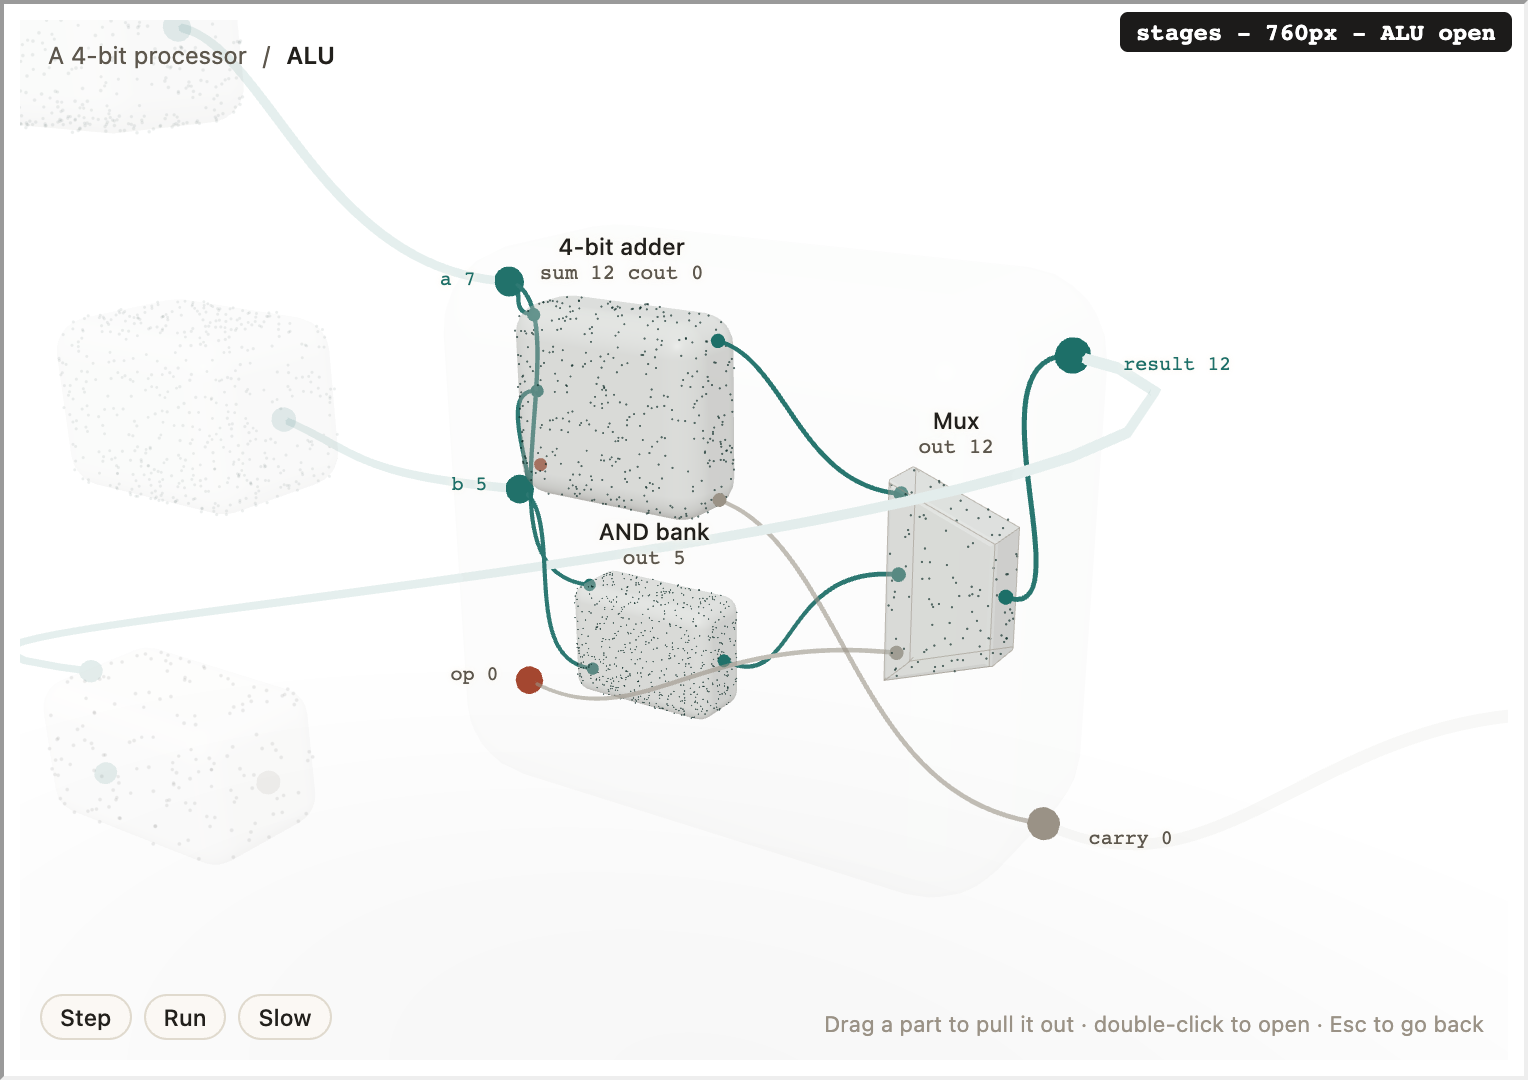 A 4-bit processor / ALU
stages – 760px – ALU open
4-bit adder
sum 12 cout 0
a 7
result 12
Mux
out 12
b 5
AND bank
out 5
op 0
carry 0
Step
Run
Slow
Drag a part to pull it out · double-click to open · Esc to go back